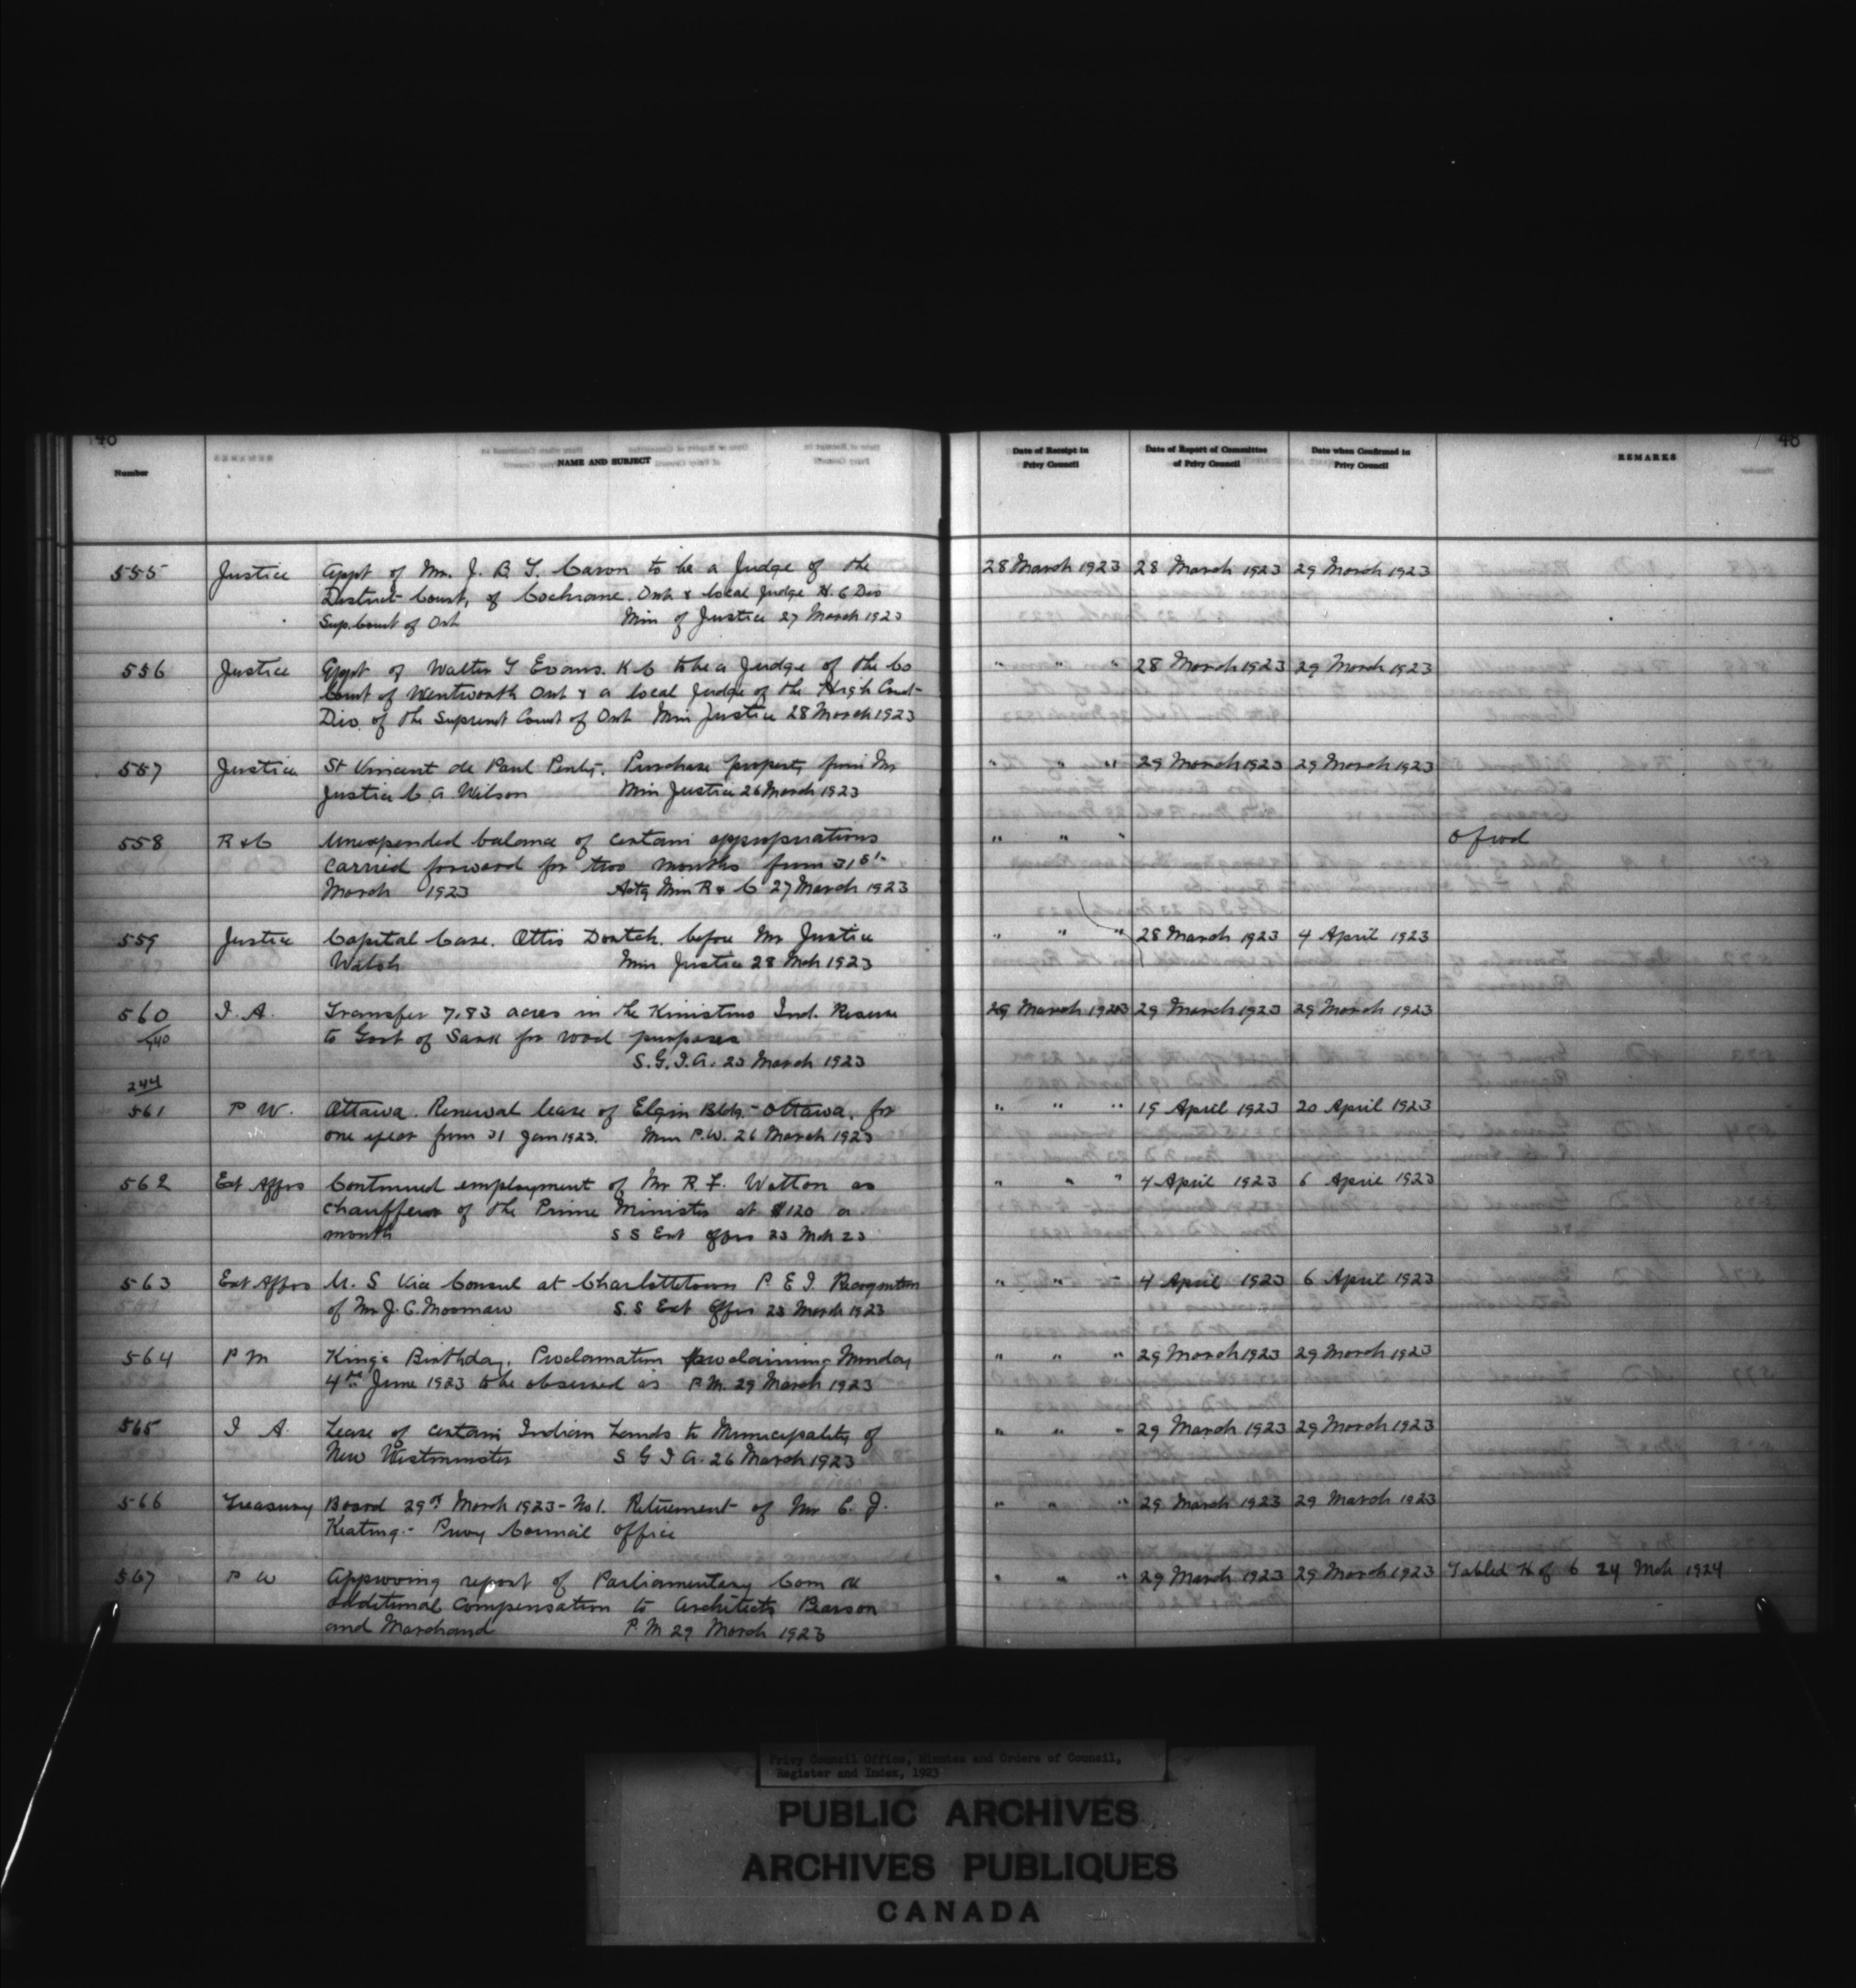 48
Number
NAME AND SUBJECT
Date of Receipt in
Privy Council
Date of Report of Committee
of Privy Council
Date when Confirmed in
Privy Council
REMARKS
48
555 Justice Appt of Mr. J. B. T. Caron to be a Judge of the 28 March 1923 28 March 1923 29 March 1923
District Court, of Cochrane. Ont & local Judge H. C Div
Sup. Court of Ont Min of Justice 27 March 1923
556 Justice Appt of Walter T Evans. K C to be a Judge of the Co " " " 28 March 1923 29 March 1923
Court of Wentworth Ont & a local Judge of the High Court
Div. of the Supreme Court of Ont Min Justice 28 March 1923
557 Justice St Vincent de Paul Penty. Purchase property from Mr " " " 29 March 1923 29 March 1923
Justice C. A. Wilson Min Justice 26 March 1923
558 R & C Unexpended balance of certain appropriations " " "
carried forward for two months from 31st
March 1923 Actg Min R & C 27 March 1923
559 Justice Capital Case. Ottis before Mr Justice " " " 28 March 1923 4 April 1923
Walsh Min Justice 28 Mch 1923
560 I. A. Transfer 7.83 acres in the Kinistino Ind. Reserve 29 March 1923 29 March 1923 29 March 1923
to Govt of Sask for road purposes
S. G. I. A. 23 March 1923
244
561 P W. Ottawa. Renewal lease of Elgin Bldg - Ottawa. for " " " 19 April 1923 20 April 1923
one year from 31 Jan 1923. Min P. W. 26 March 1923
562 Ext Affrs Continued employment of Mr R. F. Watton as " " " 4 April 1923 6 April 1923
chauffeur of the Prime Minister at $120 a
month S S Ext Affrs 23 Mch 23
563 Ext Affrs U. S Vice Consul at Charlottetown P E I. Recognition " " " 4 April 1923 6 April 1923
of Mr J. C. Moomaw S. S Ext Affrs 23 March 1923
564 P M King's Birthday. Proclamation proclaiming Monday " " " 29 March 1923 29 March 1923
4th June 1923 to be observed as P. M. 29 March 1923
565 I A. Lease of certain Indian Lands to Municipality of " " " 29 March 1923 29 March 1923
New Westminster S G I A. 26 March 1923
566 Treasury Board 29th March 1923 - No 1. Retirement of Mr C. J. " " " 29 March 1923 29 March 1923
Keating. - Privy Council Office
567 P W Approving report of Parliamentary Com re " " " 29 March 1923 29 March 1923 Tabled H of C 24 Mch 1924
additional compensation to Architects Pearson
and Marchand P M 29 March 1923
Privy Council Office, Minutes and Orders of Council,
Register and Index, 1923
PUBLIC ARCHIVES
ARCHIVES PUBLIQUES
CANADA